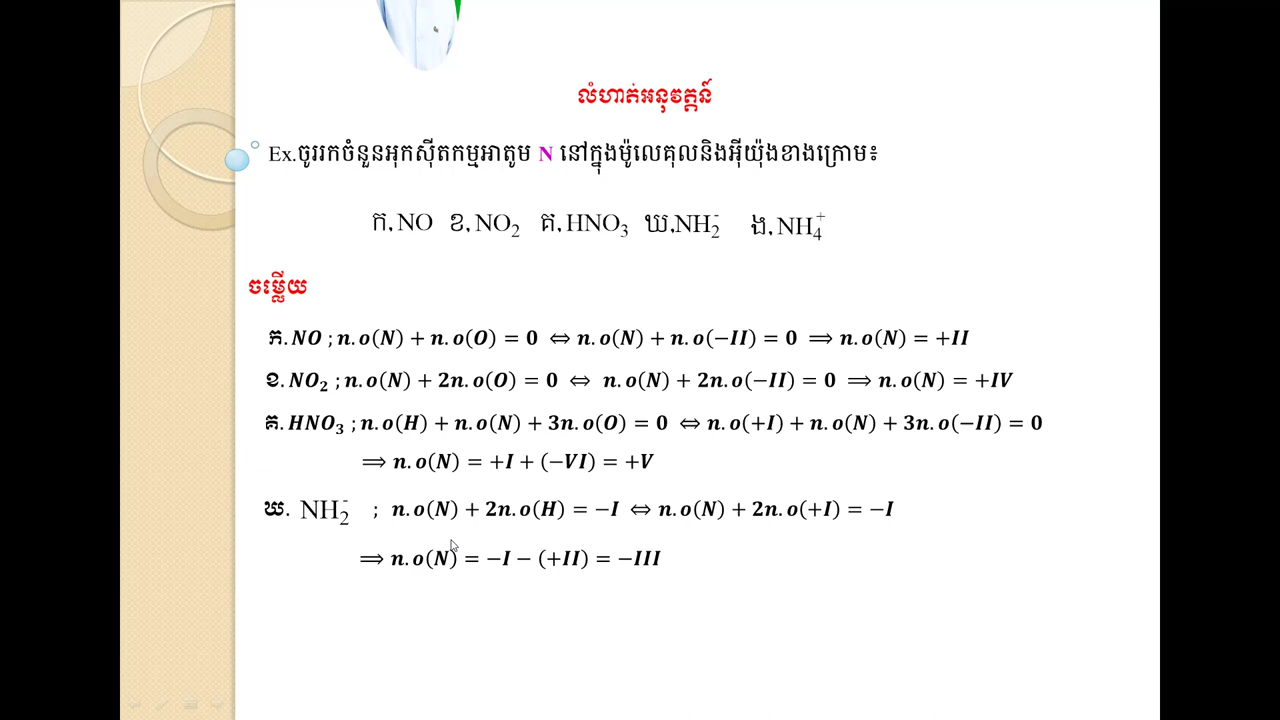 លំហាត់អនុវត្តន៍
Ex.ចូររកចំនួនអុកស៊ីតកម្មអាតូម N នៅក្នុងម៉ូលេគុលនិងអ៊ីយ៉ុងខាងក្រោម៖
ក, NO ខ, NO₂ គ, HNO₃ ឃ,NH₂⁻ ង, NH₄⁺
ចម្លើយ
ក. NO ; n. o(N) + n. o(O) = 0 ⇔ n. o(N) + n. o(−II) = 0 ⟹ n. o(N) = +II
ខ. NO₂ ; n. o(N) + 2n. o(O) = 0 ⇔ n. o(N) + 2n. o(−II) = 0 ⟹ n. o(N) = +IV
គ. HNO₃ ; n. o(H) + n. o(N) + 3n. o(O) = 0 ⇔ n. o(+I) + n. o(N) + 3n. o(−II) = 0
⟹ n. o(N) = +I + (−VI) = +V
ឃ. NH₂⁻ ; n. o(N) + 2n. o(H) = −I ⇔ n. o(N) + 2n. o(+I) = −I
⟹ n. o(N) = −I − (+II) = −III